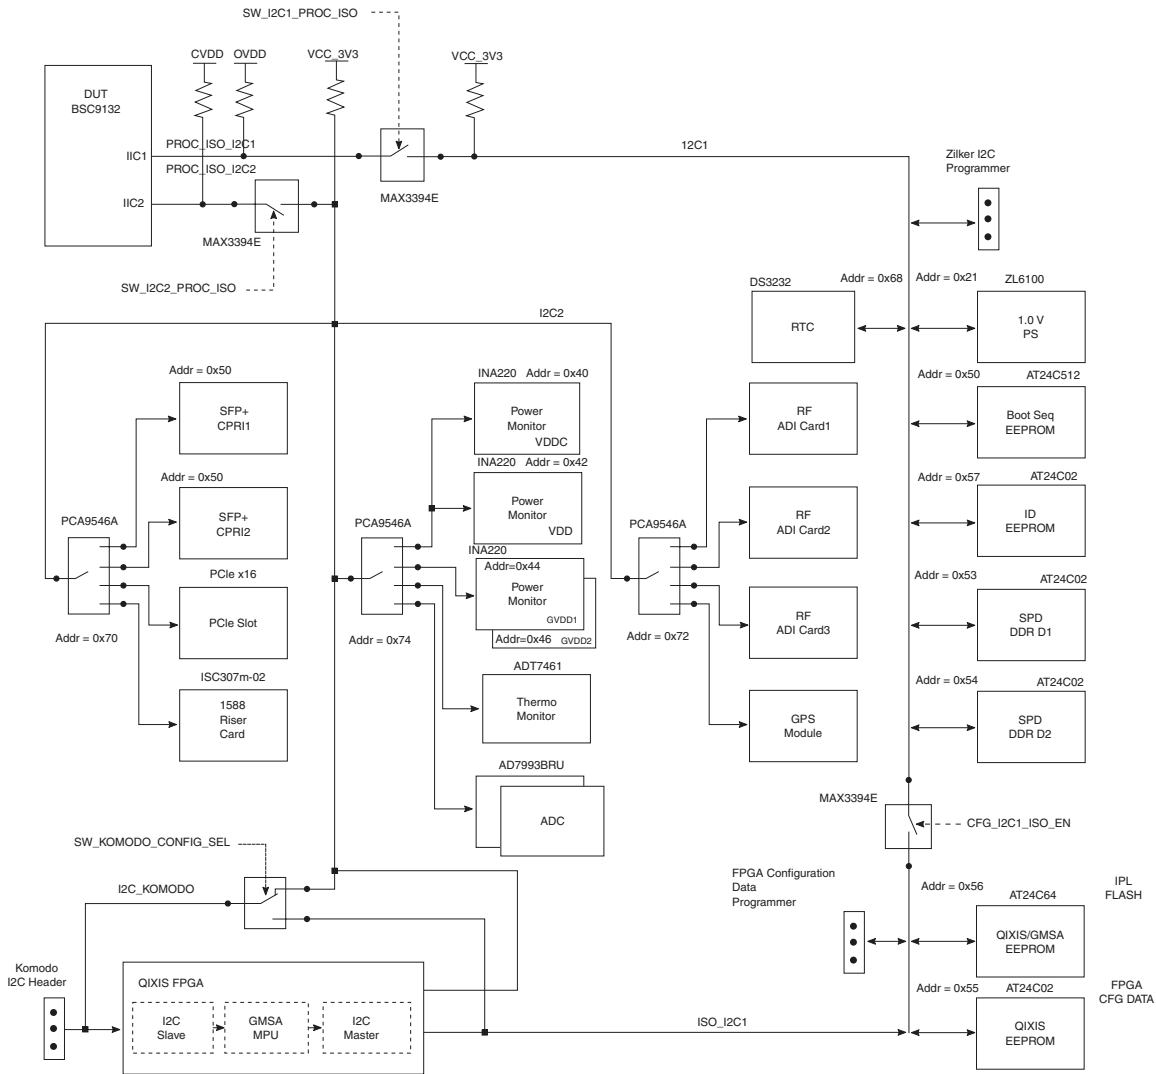 SW_I2C1_PROC_ISO
CVDD
OVDD
VCC_3V3
VCC_3V3
DUT
BSC9132
IIC1
PROC_ISO_I2C1
PROC_ISO_I2C2
IIC2
12C1
MAX3394E
MAX3394E
SW_I2C2_PROC_ISO
Zilker I2C
Programmer
I2C2
DS3232
Addr = 0x68
Addr = 0x21
ZL6100
RTC
1.0 V
PS
Addr = 0x50
SFP+
CPRI1
Addr = 0x50
SFP+
CPRI2
PCA9546A
PCIe x16
PCIe Slot
Addr = 0x70
ISC307m-02
1588
Riser
Card
INA220
Addr = 0x40
Power
Monitor
VDDC
INA220
Addr = 0x42
Power
Monitor
VDD
PCA9546A
INA220
Addr=0x44
Power
Monitor
GVDD1
Addr=0x46
GVDD2
Addr = 0x74
ADT7461
Thermo
Monitor
AD7993BRU
ADC
RF
ADI Card1
PCA9546A
RF
ADI Card2
RF
ADI Card3
Addr = 0x72
GPS
Module
Addr = 0x50
AT24C512
Boot Seq
EEPROM
Addr = 0x57
AT24C02
ID
EEPROM
Addr = 0x53
AT24C02
SPD
DDR D1
Addr = 0x54
AT24C02
SPD
DDR D2
MAX3394E
CFG_I2C1_ISO_EN
SW_KOMODO_CONFIG_SEL
I2C_KOMODO
FPGA Configuration
Data
Programmer
Addr = 0x56
AT24C64
IPL
FLASH
QIXIS/GMSA
EEPROM
Komodo
I2C Header
QIXIS FPGA
I2C
Slave
GMSA
MPU
I2C
Master
ISO_I2C1
Addr = 0x55
AT24C02
FPGA
CFG DATA
QIXIS
EEPROM